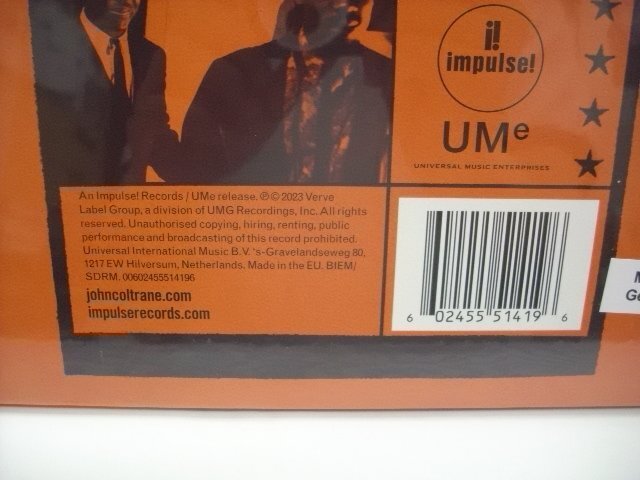 i!
impulse!
UMe
UNIVERSAL MUSIC ENTERPRISES
An Impulse! Records / UMe release. ℗ © 2023 Verve
Label Group, a division of UMG Recordings, Inc. All rights
reserved. Unauthorised copying, hiring, renting, public
performance and broadcasting of this record prohibited.
Universal International Music B.V. 's-Gravelandseweg 80,
1217 EW Hilversum, Netherlands. Made in the EU. BIEM/
SDRM. 00602455514196
johncoltrane.com
impulserecords.com
6 02455 51419 6